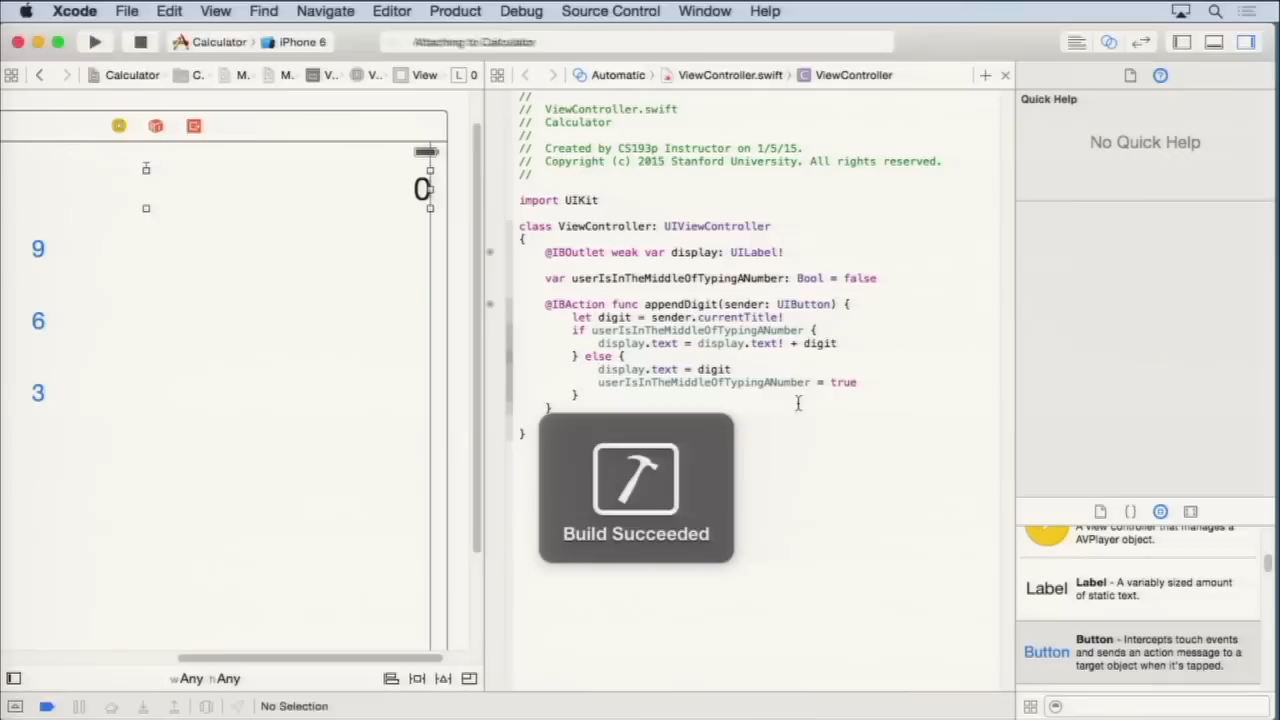 Xcode File Edit View Find Navigate Editor Product Debug Source Control Window Help
Calculator iPhone 6
Calculator C. M. M. V... V... View L 0
Automatic ViewController.swift C ViewController
Quick Help
No Quick Help
0
9
6
3
//
// ViewController.swift
// Calculator
//
// Created by CS193p Instructor on 1/5/15.
// Copyright (c) 2015 Stanford University. All rights reserved.
//
import UIKit
class ViewController: UIViewController
{
@IBOutlet weak var display: UILabel!
var userIsInTheMiddleOfTypingANumber: Bool = false
@IBAction func appendDigit(sender: UIButton) {
let digit = sender.currentTitle!
if userIsInTheMiddleOfTypingANumber {
display.text = display.text! + digit
} else {
display.text = digit
userIsInTheMiddleOfTypingANumber = true
}
}
}
Build Succeeded
A view controller that manages a
AVPlayer object.
Label
Label - A variably sized amount
of static text.
Button
Button - Intercepts touch events
and sends an action message to a
target object when it's tapped.
wAny hAny
No Selection